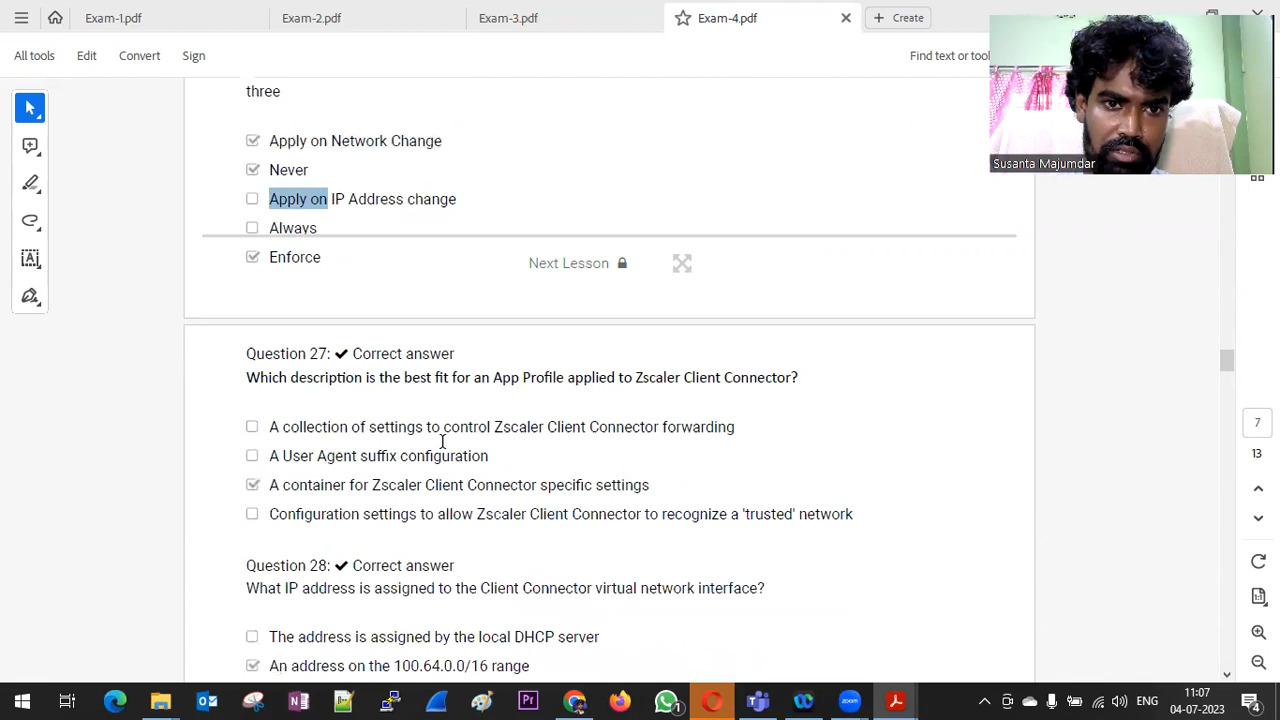 Exam-1.pdf
Exam-2.pdf
Exam-3.pdf
Exam-4.pdf
Create
All tools
Edit
Convert
Sign
Find text or tool
Susanta Majumdar
three
Apply on Network Change
Never
Apply on IP Address change
Always
Enforce
Next Lesson
Question 27: ✔ Correct answer
Which description is the best fit for an App Profile applied to Zscaler Client Connector?
A collection of settings to control Zscaler Client Connector forwarding
A User Agent suffix configuration
A container for Zscaler Client Connector specific settings
Configuration settings to allow Zscaler Client Connector to recognize a 'trusted' network
Question 28: ✔ Correct answer
What IP address is assigned to the Client Connector virtual network interface?
The address is assigned by the local DHCP server
An address on the 100.64.0.0/16 range
7
13
1:1
Pr
1
ENG
11:07
04-07-2023
4